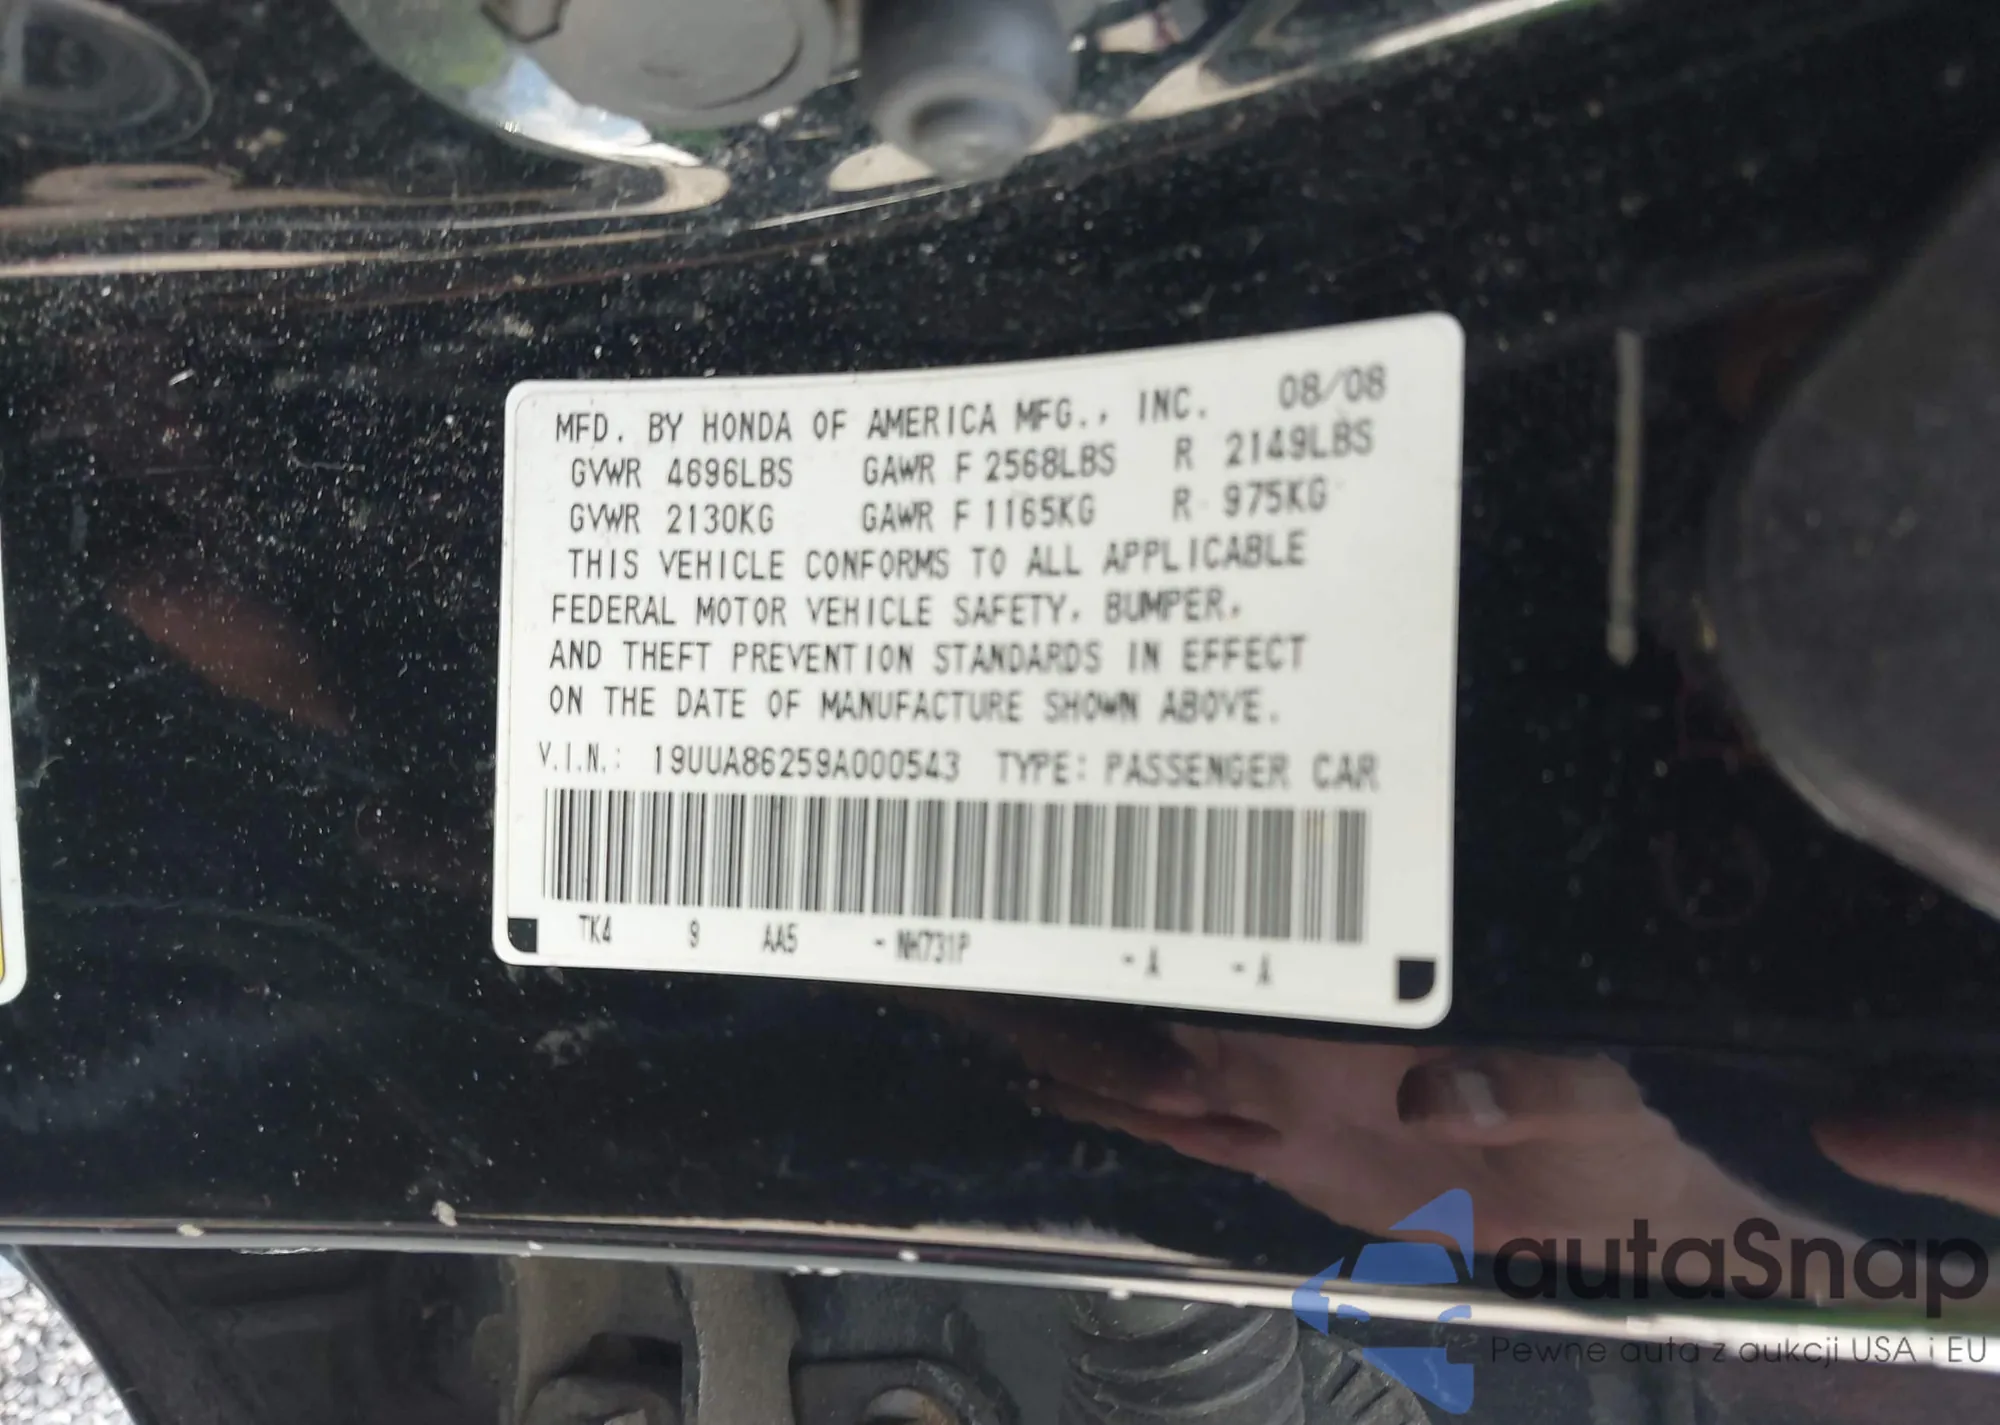 MFD. BY HONDA OF AMERICA MFG., INC. 08/08
GVWR 4696LBS GAWR F 2568LBS R 2149LBS
GVWR 2130KG GAWR F 1165KG R 975KG
THIS VEHICLE CONFORMS TO ALL APPLICABLE
FEDERAL MOTOR VEHICLE SAFETY, BUMPER,
AND THEFT PREVENTION STANDARDS IN EFFECT
ON THE DATE OF MANUFACTURE SHOWN ABOVE.
V.I.N.: 19UUA86259A000543 TYPE: PASSENGER CAR
TK4 9 AA5 - NH731P - A - A
autaSnap
Pewne auta z aukcji USA i EU